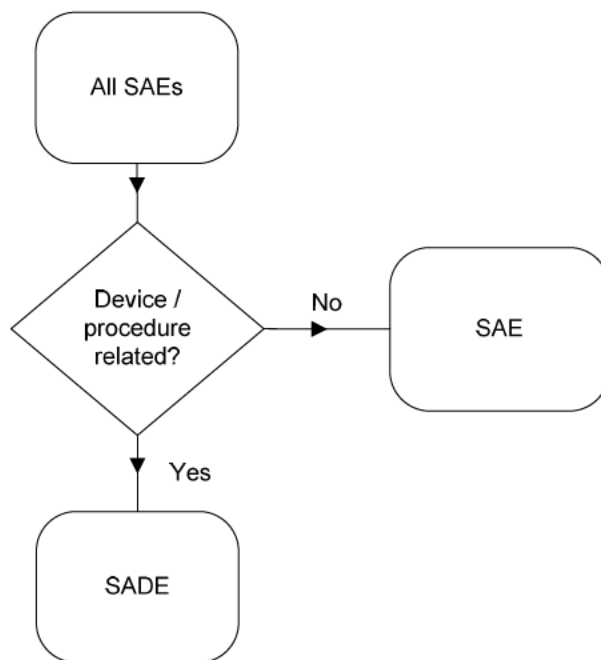 All SAEs
Device /
procedure
related?
No
SAE
Yes
SADE